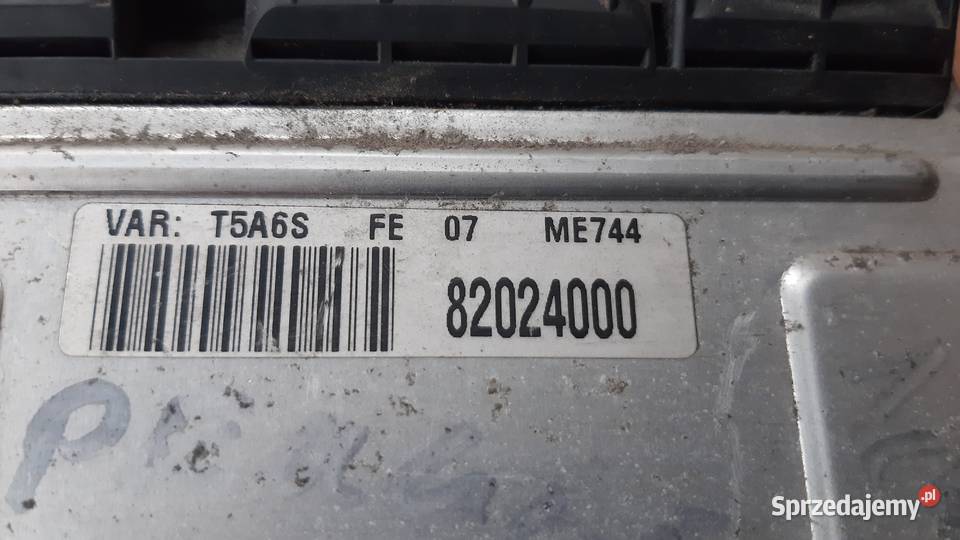 VAR: T5A6S FE 07 ME744
82024000
Sprzedajemy.pl